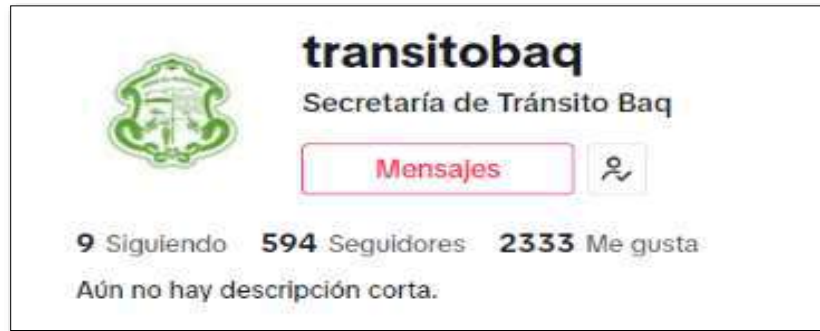 transitobaq
Secretaría de Tránsito Baq
Mensajes
9 Siguiendo 594 Seguidores 2333 Me gusta
Aún no hay descripción corta.